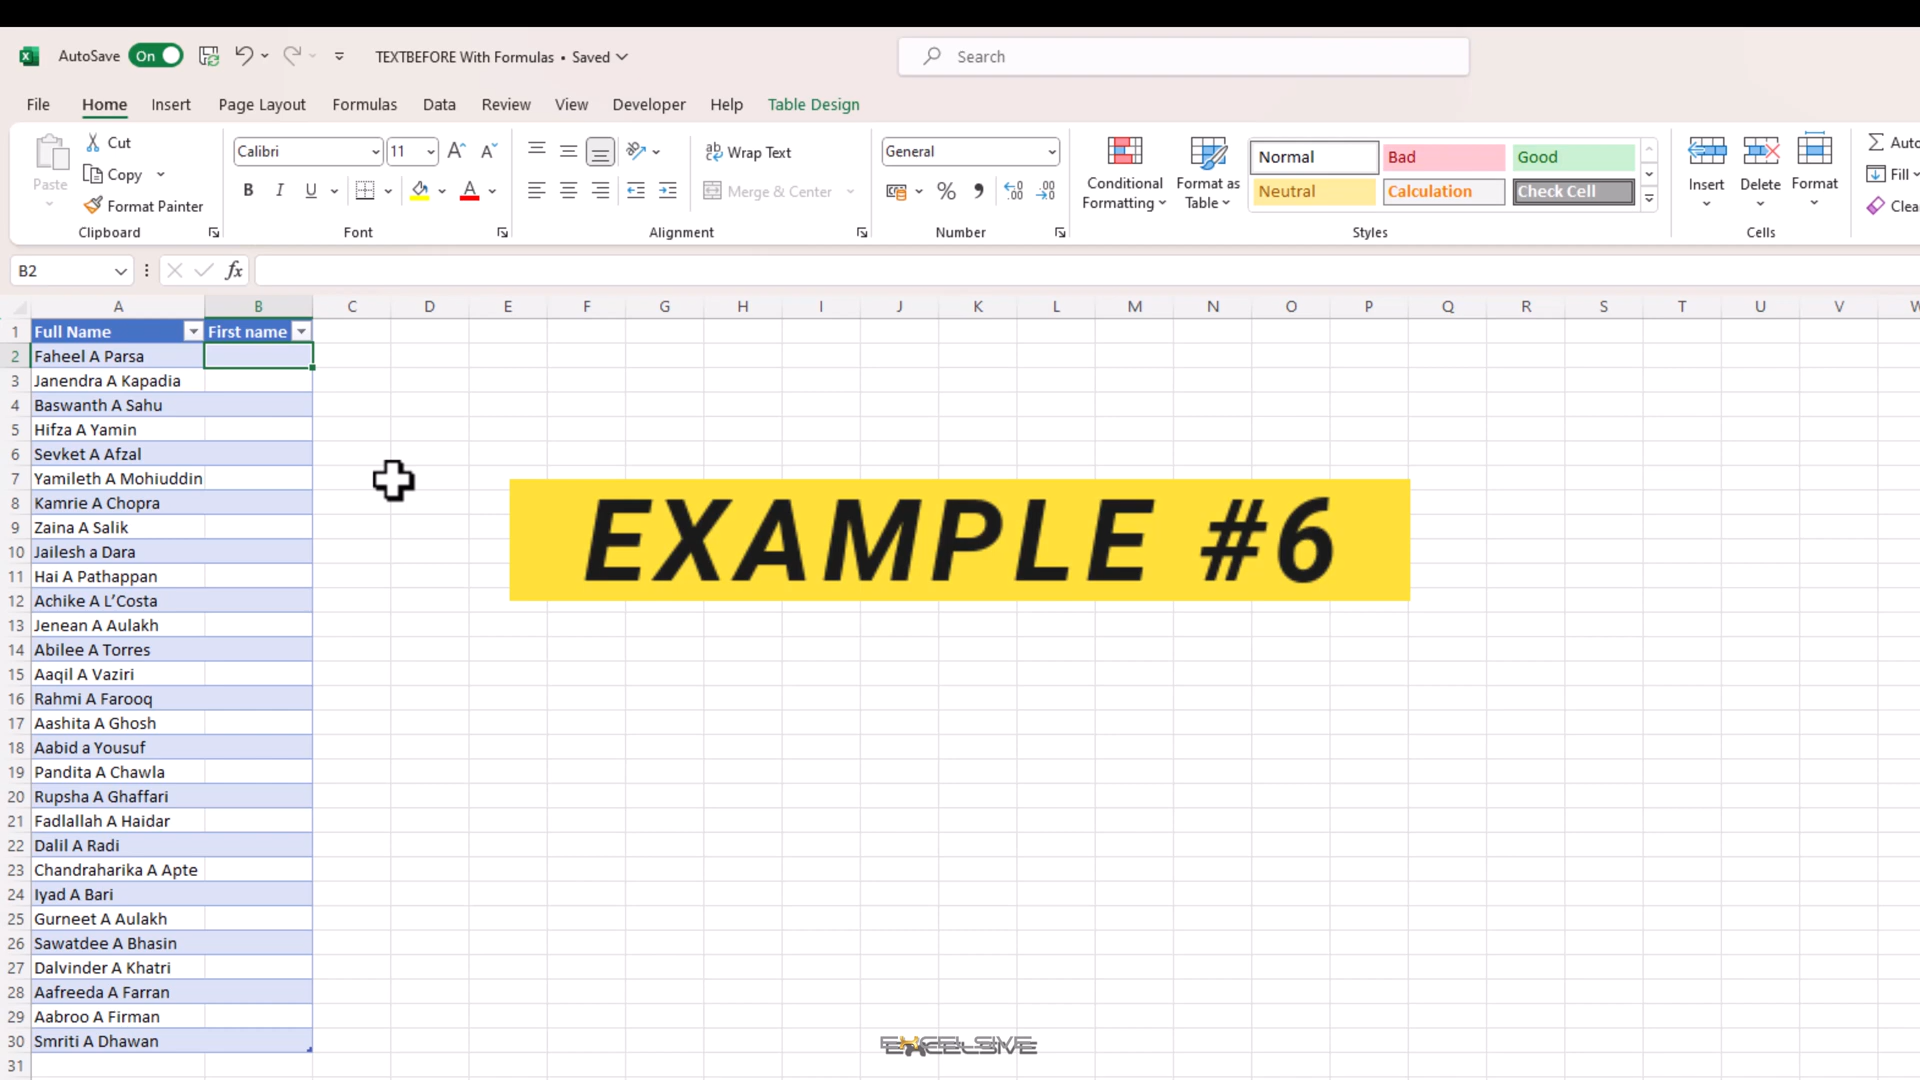 AutoSave On TEXTBEFORE With Formulas • Saved Search
File Home Insert Page Layout Formulas Data Review View Developer Help Table Design
Paste Cut Copy Format Painter
Clipboard
Calibri 11
B I U A
Font
ab Wrap Text
Merge & Center
Alignment
General
% 9
Number
Conditional Formatting
Format as Table
Normal Bad Good
Neutral Calculation Check Cell
Styles
Insert Delete Format
Cells
Auto
Fill
Clea
B2 fx
A B C D E F G H I J K L M N O P Q R S T U V W
1 Full Name First name
2 Faheel A Parsa
3 Janendra A Kapadia
4 Baswanth A Sahu
5 Hifza A Yamin
6 Sevket A Afzal
7 Yamileth A Mohiuddin
8 Kamrie A Chopra
9 Zaina A Salik
10 Jailesh a Dara
11 Hai A Pathappan
12 Achike A L’Costa
13 Jenean A Aulakh
14 Abilee A Torres
15 Aaqil A Vaziri
16 Rahmi A Farooq
17 Aashita A Ghosh
18 Aabid a Yousuf
19 Pandita A Chawla
20 Rupsha A Ghaffari
21 Fadlallah A Haidar
22 Dalil A Radi
23 Chandraharika A Apte
24 Iyad A Bari
25 Gurneet A Aulakh
26 Sawatdee A Bhasin
27 Dalvinder A Khatri
28 Aafreeda A Farran
29 Aabroo A Firman
30 Smriti A Dhawan
31
EXAMPLE #6
EXCELSIVE